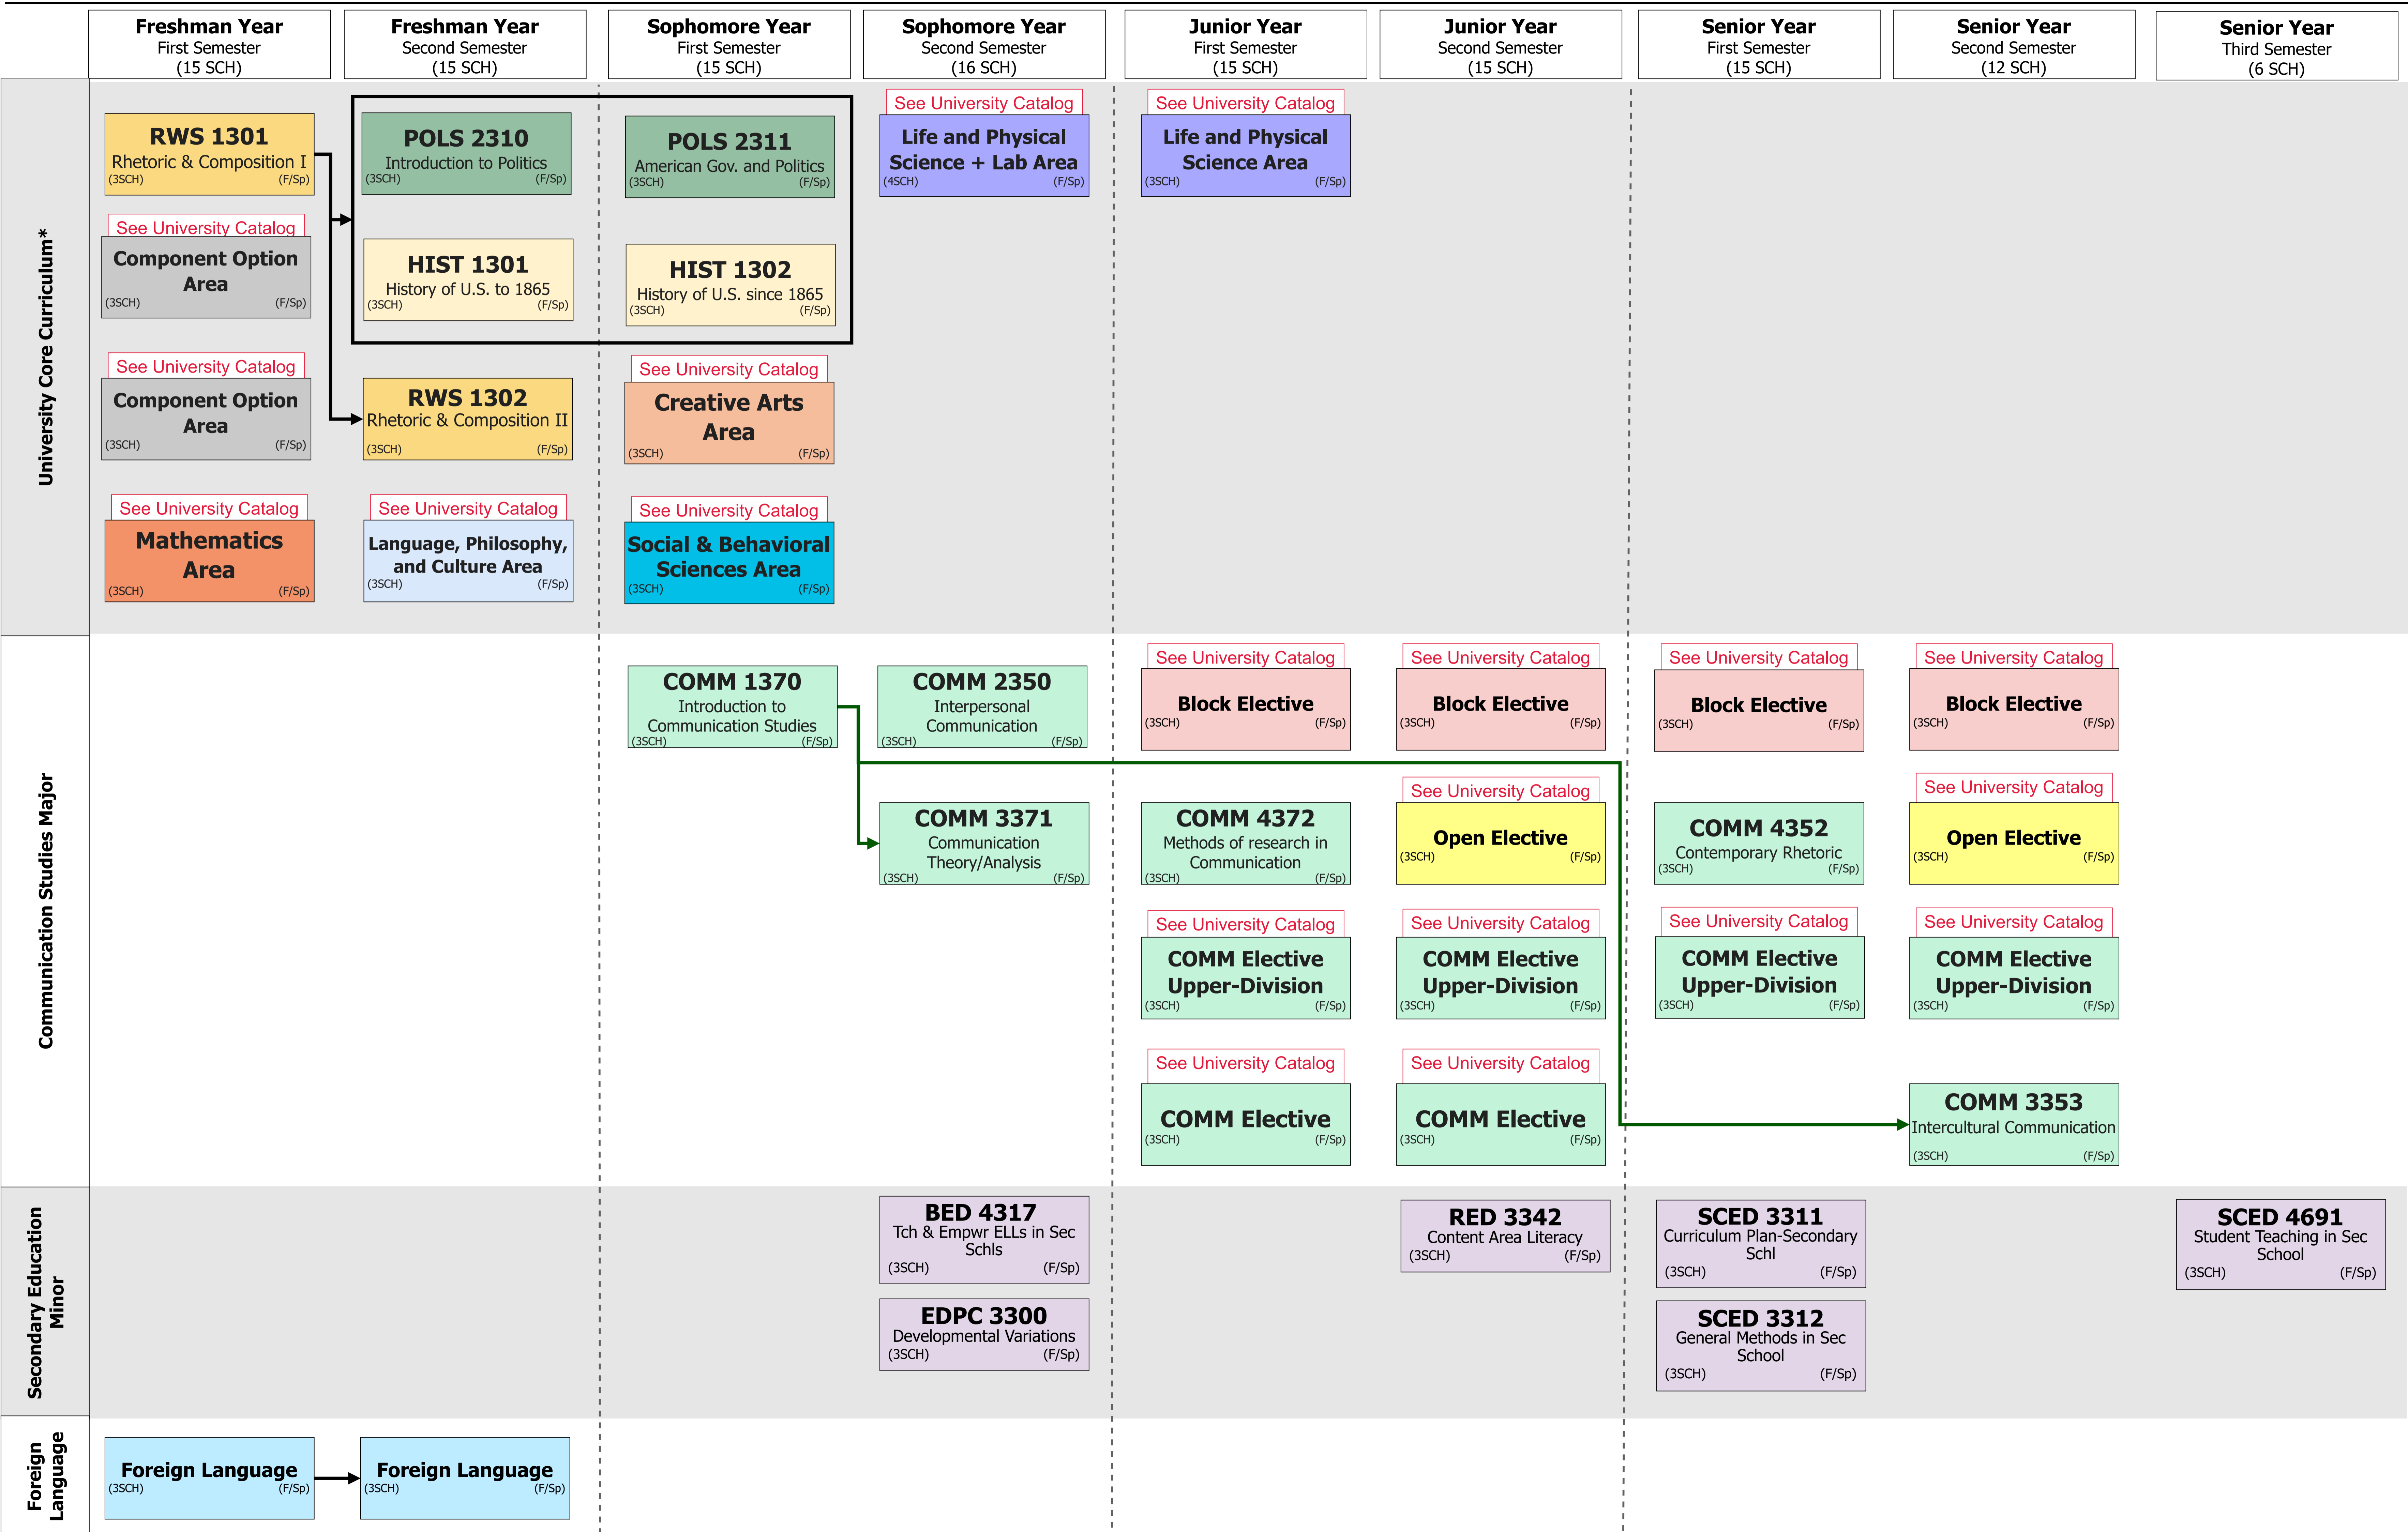 Freshman Year
First Semester
(15 SCH)
Freshman Year
Second Semester
(15 SCH)
Sophomore Year
First Semester
(15 SCH)
Sophomore Year
Second Semester
(16 SCH)
Junior Year
First Semester
(15 SCH)
Junior Year
Second Semester
(15 SCH)
Senior Year
First Semester
(15 SCH)
Senior Year
Second Semester
(12 SCH)
Senior Year
Third Semester
(6 SCH)
University Core Curriculum*
RWS 1301
Rhetoric & Composition I
(3SCH) (F/Sp)
See University Catalog
Component Option
Area
(3SCH) (F/Sp)
See University Catalog
Component Option
Area
(3SCH) (F/Sp)
See University Catalog
Mathematics
Area
(3SCH) (F/Sp)
POLS 2310
Introduction to Politics
(3SCH) (F/Sp)
HIST 1301
History of U.S. to 1865
(3SCH) (F/Sp)
RWS 1302
Rhetoric & Composition II
(3SCH) (F/Sp)
See University Catalog
Language, Philosophy,
and Culture Area
(3SCH) (F/Sp)
POLS 2311
American Gov. and Politics
(3SCH) (F/Sp)
HIST 1302
History of U.S. since 1865
(3SCH) (F/Sp)
See University Catalog
Creative Arts
Area
(3SCH) (F/Sp)
See University Catalog
Social & Behavioral
Sciences Area
(3SCH) (F/Sp)
See University Catalog
Life and Physical
Science + Lab Area
(4SCH) (F/Sp)
See University Catalog
Life and Physical
Science Area
(3SCH) (F/Sp)
Communication Studies Major
COMM 1370
Introduction to
Communication Studies
(3SCH) (F/Sp)
COMM 2350
Interpersonal
Communication
(3SCH) (F/Sp)
COMM 3371
Communication
Theory/Analysis
(3SCH) (F/Sp)
See University Catalog
Block Elective
(3SCH) (F/Sp)
COMM 4372
Methods of research in
Communication
(3SCH) (F/Sp)
See University Catalog
COMM Elective
Upper-Division
(3SCH) (F/Sp)
See University Catalog
COMM Elective
(3SCH) (F/Sp)
See University Catalog
Block Elective
(3SCH) (F/Sp)
See University Catalog
Open Elective
(3SCH) (F/Sp)
See University Catalog
COMM Elective
Upper-Division
(3SCH) (F/Sp)
See University Catalog
COMM Elective
(3SCH) (F/Sp)
See University Catalog
Block Elective
(3SCH) (F/Sp)
COMM 4352
Contemporary Rhetoric
(3SCH) (F/Sp)
See University Catalog
COMM Elective
Upper-Division
(3SCH) (F/Sp)
See University Catalog
Block Elective
(3SCH) (F/Sp)
See University Catalog
Open Elective
(3SCH) (F/Sp)
See University Catalog
COMM Elective
Upper-Division
(3SCH) (F/Sp)
COMM 3353
Intercultural Communication
(3SCH) (F/Sp)
Secondary Education
Minor
BED 4317
Tch & Empwr ELLs in Sec
Schls
(3SCH) (F/Sp)
EDPC 3300
Developmental Variations
(3SCH) (F/Sp)
RED 3342
Content Area Literacy
(3SCH) (F/Sp)
SCED 3311
Curriculum Plan-Secondary
Schl
(3SCH) (F/Sp)
SCED 3312
General Methods in Sec
School
(3SCH) (F/Sp)
SCED 4691
Student Teaching in Sec
School
(3SCH) (F/Sp)
Foreign
Language
Foreign Language
(3SCH) (F/Sp)
Foreign Language
(3SCH) (F/Sp)